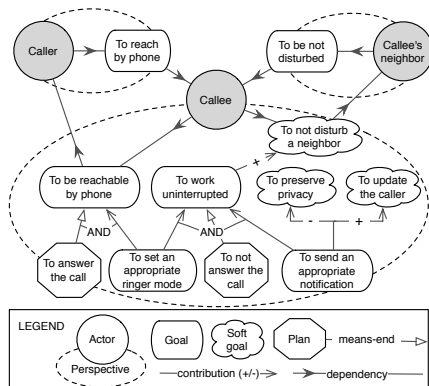 Caller
To reach
by phone
To be not
disturbed
Callee's
neighbor
Callee
To not disturb
a neighbor
+
To be reachable
by phone
To work
uninterrupted
To preserve
privacy
To update
the caller
AND
AND
-
+
To answer
the call
To set an
appropriate
ringer mode
To not
answer the
call
To send an
appropriate
notification
LEGEND
Actor
Perspective
Goal
Soft
goal
Plan
means-end
contribution (+/-)
dependency